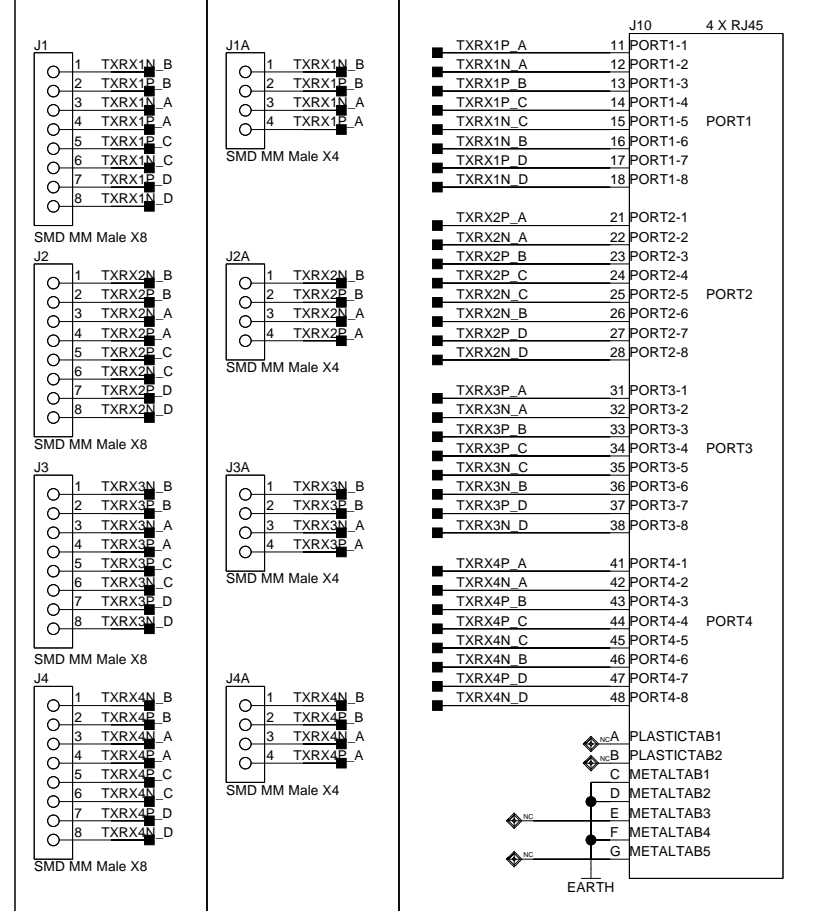 J1
1 TXRX1N_B
2 TXRX1P_B
3 TXRX1N_A
4 TXRX1P_A
5 TXRX1P_C
6 TXRX1N_C
7 TXRX1P_D
8 TXRX1N_D
SMD MM Male X8
J2
1 TXRX2N_B
2 TXRX2P_B
3 TXRX2N_A
4 TXRX2P_A
5 TXRX2P_C
6 TXRX2N_C
7 TXRX2P_D
8 TXRX2N_D
SMD MM Male X8
J3
1 TXRX3N_B
2 TXRX3P_B
3 TXRX3N_A
4 TXRX3P_A
5 TXRX3P_C
6 TXRX3N_C
7 TXRX3P_D
8 TXRX3N_D
SMD MM Male X8
J4
1 TXRX4N_B
2 TXRX4P_B
3 TXRX4N_A
4 TXRX4P_A
5 TXRX4P_C
6 TXRX4N_C
7 TXRX4P_D
8 TXRX4N_D
SMD MM Male X8
J1A
1 TXRX1N_B
2 TXRX1P_B
3 TXRX1N_A
4 TXRX1P_A
SMD MM Male X4
J2A
1 TXRX2N_B
2 TXRX2P_B
3 TXRX2N_A
4 TXRX2P_A
SMD MM Male X4
J3A
1 TXRX3N_B
2 TXRX3P_B
3 TXRX3N_A
4 TXRX3P_A
SMD MM Male X4
J4A
1 TXRX4N_B
2 TXRX4P_B
3 TXRX4N_A
4 TXRX4P_A
SMD MM Male X4
J10 4 X RJ45
TXRX1P_A 11 PORT1-1
TXRX1N_A 12 PORT1-2
TXRX1P_B 13 PORT1-3
TXRX1P_C 14 PORT1-4
TXRX1N_C 15 PORT1-5 PORT1
TXRX1N_B 16 PORT1-6
TXRX1P_D 17 PORT1-7
TXRX1N_D 18 PORT1-8
TXRX2P_A 21 PORT2-1
TXRX2N_A 22 PORT2-2
TXRX2P_B 23 PORT2-3
TXRX2P_C 24 PORT2-4
TXRX2N_C 25 PORT2-5 PORT2
TXRX2N_B 26 PORT2-6
TXRX2P_D 27 PORT2-7
TXRX2N_D 28 PORT2-8
TXRX3P_A 31 PORT3-1
TXRX3N_A 32 PORT3-2
TXRX3P_B 33 PORT3-3
TXRX3P_C 34 PORT3-4 PORT3
TXRX3N_C 35 PORT3-5
TXRX3N_B 36 PORT3-6
TXRX3P_D 37 PORT3-7
TXRX3N_D 38 PORT3-8
TXRX4P_A 41 PORT4-1
TXRX4N_A 42 PORT4-2
TXRX4P_B 43 PORT4-3
TXRX4P_C 44 PORT4-4 PORT4
TXRX4N_C 45 PORT4-5
TXRX4N_B 46 PORT4-6
TXRX4P_D 47 PORT4-7
TXRX4N_D 48 PORT4-8
NC A PLASTICTAB1
NC B PLASTICTAB2
C METALTAB1
D METALTAB2
NC E METALTAB3
F METALTAB4
NC G METALTAB5
EARTH